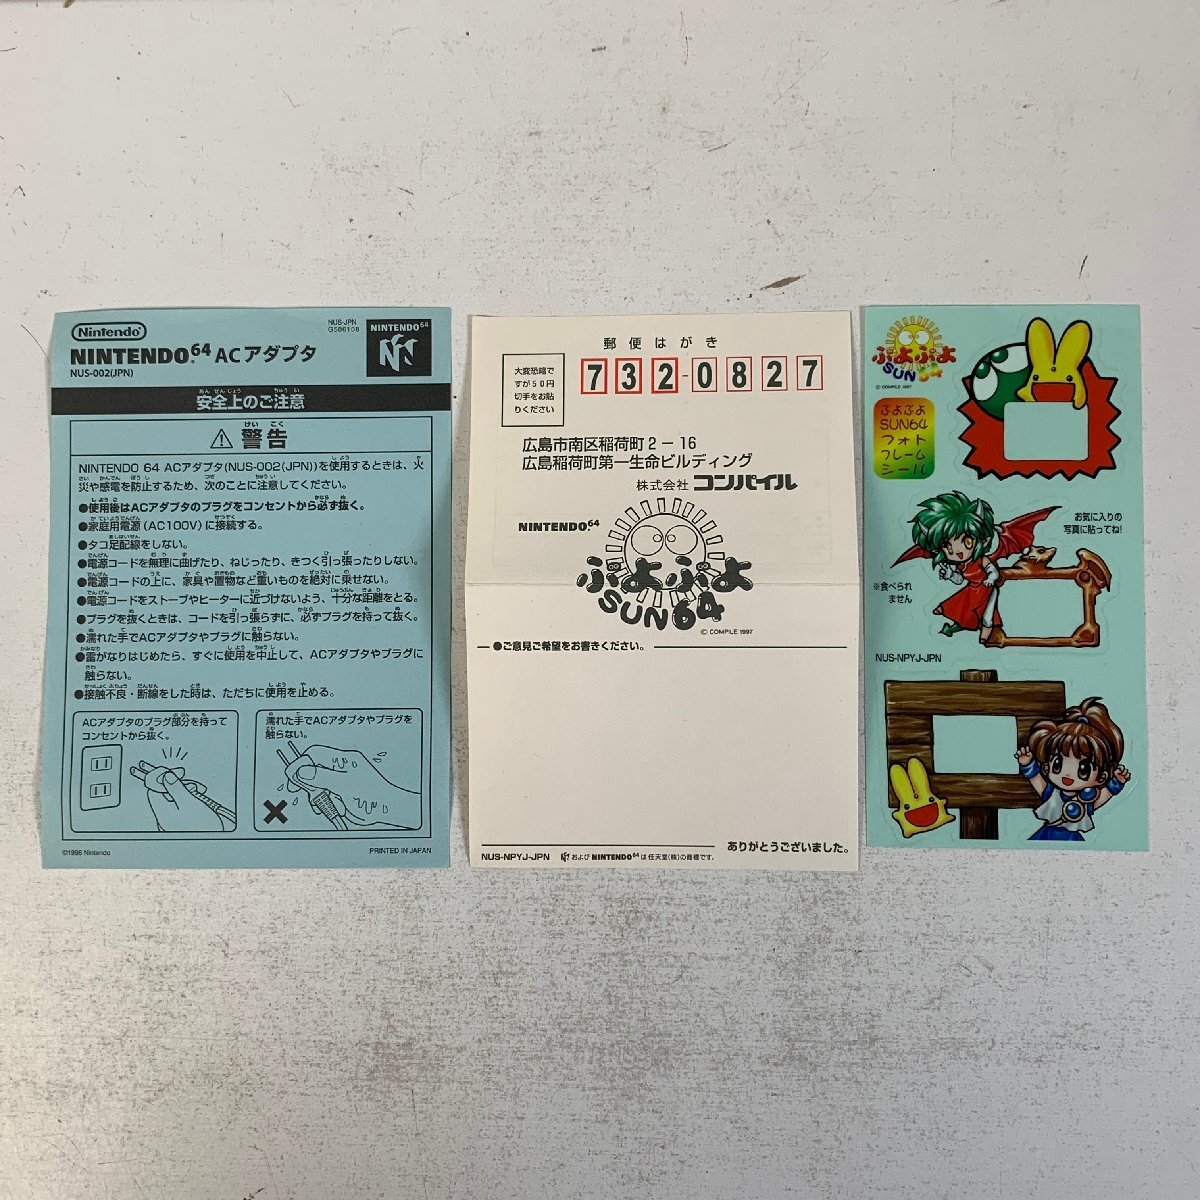 Nintendo
NUS-JPN
GS06108
NINTENDO64 ACアダプタ
NUS-002(JPN)
NINTENDO64
安全上のご注意
警告
NINTENDO 64 ACアダプタ(NUS-002(JPN))を使用するときは、火
災や感電を防止するため、次のことに注意してください。
●使用後はACアダプタのプラグをコンセントから必ず抜く。
●家庭用電源(AC100V)に接続する。
●タコ足配線をしない。
●電源コードを無理に曲げたり、ねじったり、きつく引っ張ったりしない。
●電源コードの上に、家具や置物など重いものを絶対に乗せない。
●電源コードをストーブやヒーターに近づけないよう、十分な距離をとる。
●プラグを抜くときは、コードを引っ張らずに、必ずプラグを持って抜く。
●濡れた手でACアダプタやプラグに触らない。
●雷がなりはじめたら、すぐに使用を中止して、ACアダプタやプラグに
触らない。
●接触不良・断線をした時は、ただちに使用を止める。
ACアダプタのプラグ部分を持って
コンセントから抜く。
濡れた手でACアダプタやプラグを
触らない。
©1996 Nintendo
PRINTED IN JAPAN
郵便はがき
大変恐縮で
すが50円
切手をお貼
りください
732-0827
広島市南区稲荷町2-16
広島稲荷町第一生命ビルディング
株式会社 コンパイル
NINTENDO64
ぷよぷよ
SUN64
© COMPILE 1997
●ご意見ご希望をお書きください。
ありがとうございました。
NUS-NPYJ-JPN
および NINTENDO64 は任天堂(株)の商標です。
ぷよぷよ
SUN64
© COMPILE 1997
ぷよぷよ
SUN64
フォト
フレーム
シール
お気に入りの
写真に貼ってね!
※食べられ
ません
NUS-NPYJ-JPN